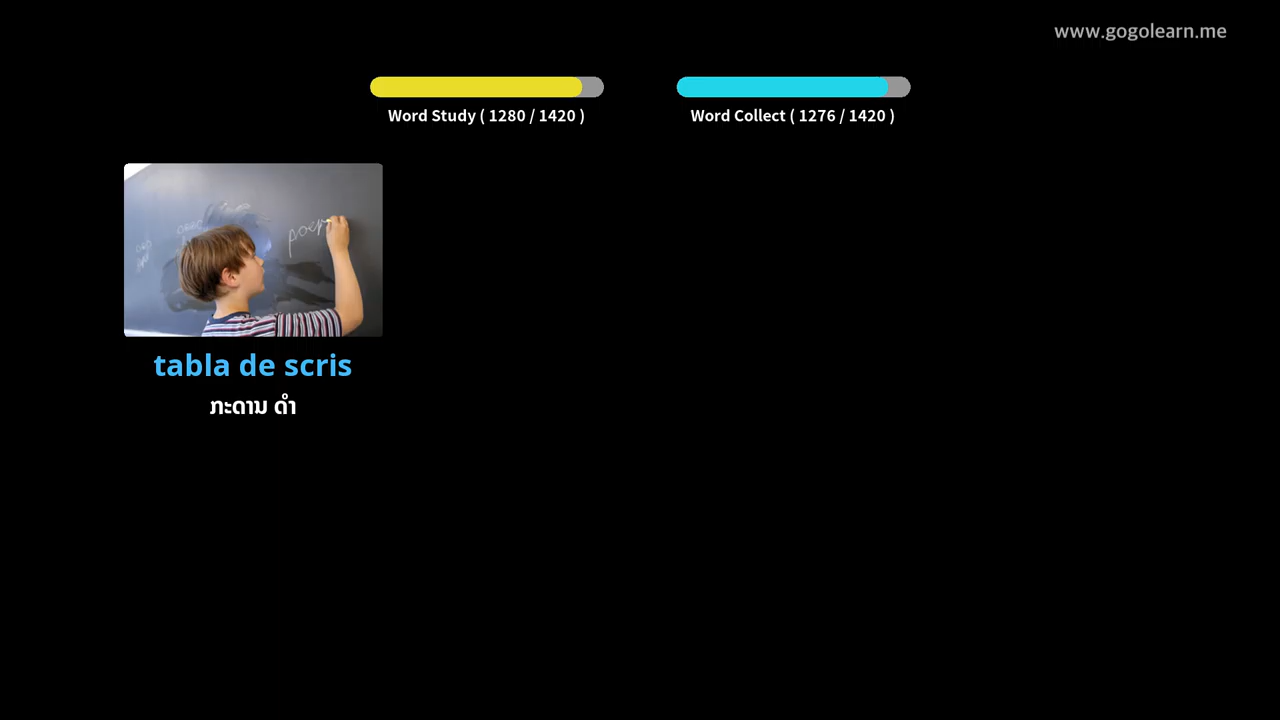 www.gogolearn.me
Word Study ( 1280 / 1420 )
Word Collect ( 1276 / 1420 )
poem
tabla de scris
ກະດານ ດຳ